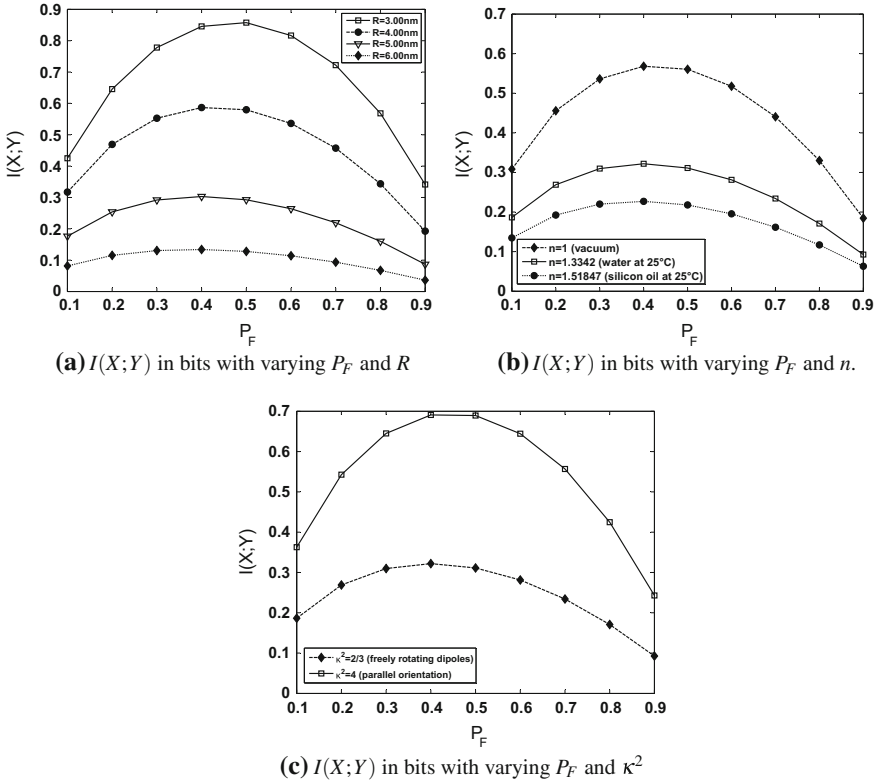 1
0.9
0.8
0.7
0.6
0.5
0.4
0.3
0.2
0.1
0
I(X;Y)
R=3.00nm
R=4.00nm
R=5.00nm
R=6.00nm
0.1 0.2 0.3 0.4 0.5 0.6 0.7 0.8 0.9
P_F
(a) I(X;Y) in bits with varying P_F and R
0.7
0.6
0.5
0.4
0.3
0.2
0.1
0
I(X;Y)
n=1 (vacuum)
n=1.3342 (water at 25°C)
n=1.51847 (silicon oil at 25°C)
0.1 0.2 0.3 0.4 0.5 0.6 0.7 0.8 0.9
P_F
(b) I(X;Y) in bits with varying P_F and n.
0.7
0.6
0.5
0.4
0.3
0.2
0.1
0
I(X;Y)
κ²=2/3 (freely rotating dipoles)
κ²=4 (parallel orientation)
0.1 0.2 0.3 0.4 0.5 0.6 0.7 0.8 0.9
P_F
(c) I(X;Y) in bits with varying P_F and κ²